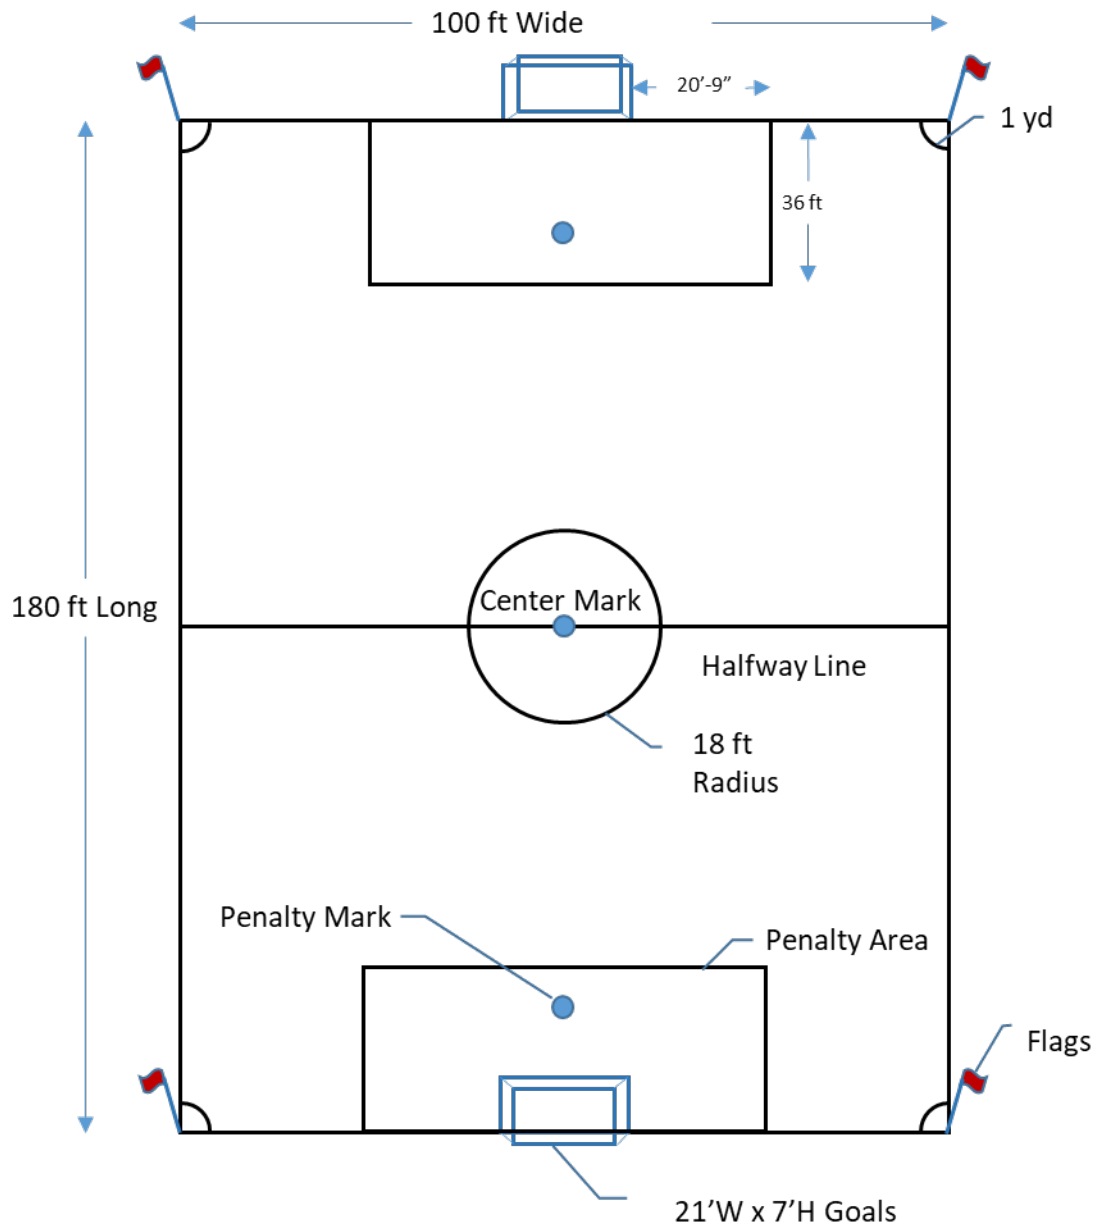 100 ft Wide
20’-9”
1 yd
36 ft
Center Mark
180 ft Long
Halfway Line
18 ft
Radius
Penalty Mark
Penalty Area
Flags
21’W x 7’H Goals